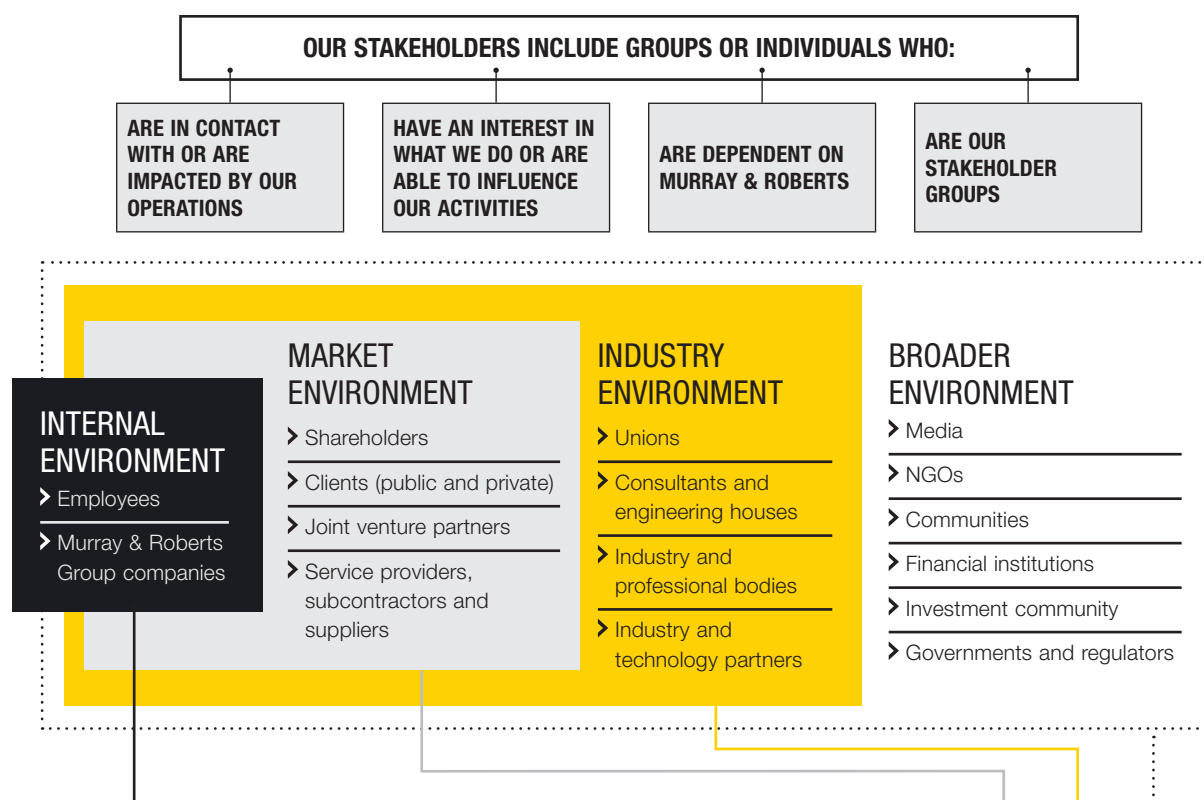 OUR STAKEHOLDERS INCLUDE GROUPS OR INDIVIDUALS WHO:
ARE IN CONTACT
WITH OR ARE
IMPACTED BY OUR
OPERATIONS
HAVE AN INTEREST IN
WHAT WE DO OR ARE
ABLE TO INFLUENCE
OUR ACTIVITIES
ARE DEPENDENT ON
MURRAY & ROBERTS
ARE OUR
STAKEHOLDER
GROUPS
INTERNAL
ENVIRONMENT
Employees
Murray & Roberts
Group companies
MARKET
ENVIRONMENT
Shareholders
Clients (public and private)
Joint venture partners
Service providers,
subcontractors and
suppliers
INDUSTRY
ENVIRONMENT
Unions
Consultants and
engineering houses
Industry and
professional bodies
Industry and
technology partners
BROADER
ENVIRONMENT
Media
NGOs
Communities
Financial institutions
Investment community
Governments and regulators